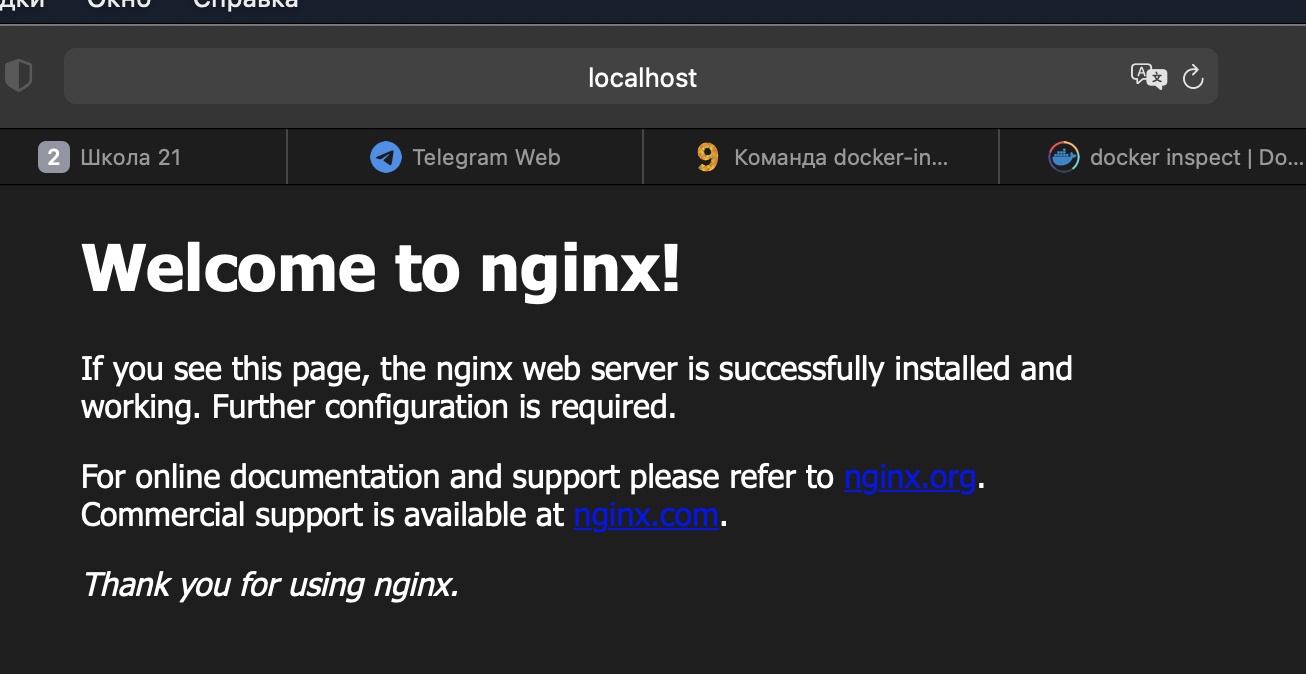 Окно Справка
localhost
2 Школа 21 Telegram Web 9 Команда docker-in... docker inspect | Do...
Welcome to nginx!
If you see this page, the nginx web server is successfully installed and
working. Further configuration is required.
For online documentation and support please refer to nginx.org.
Commercial support is available at nginx.com.
Thank you for using nginx.